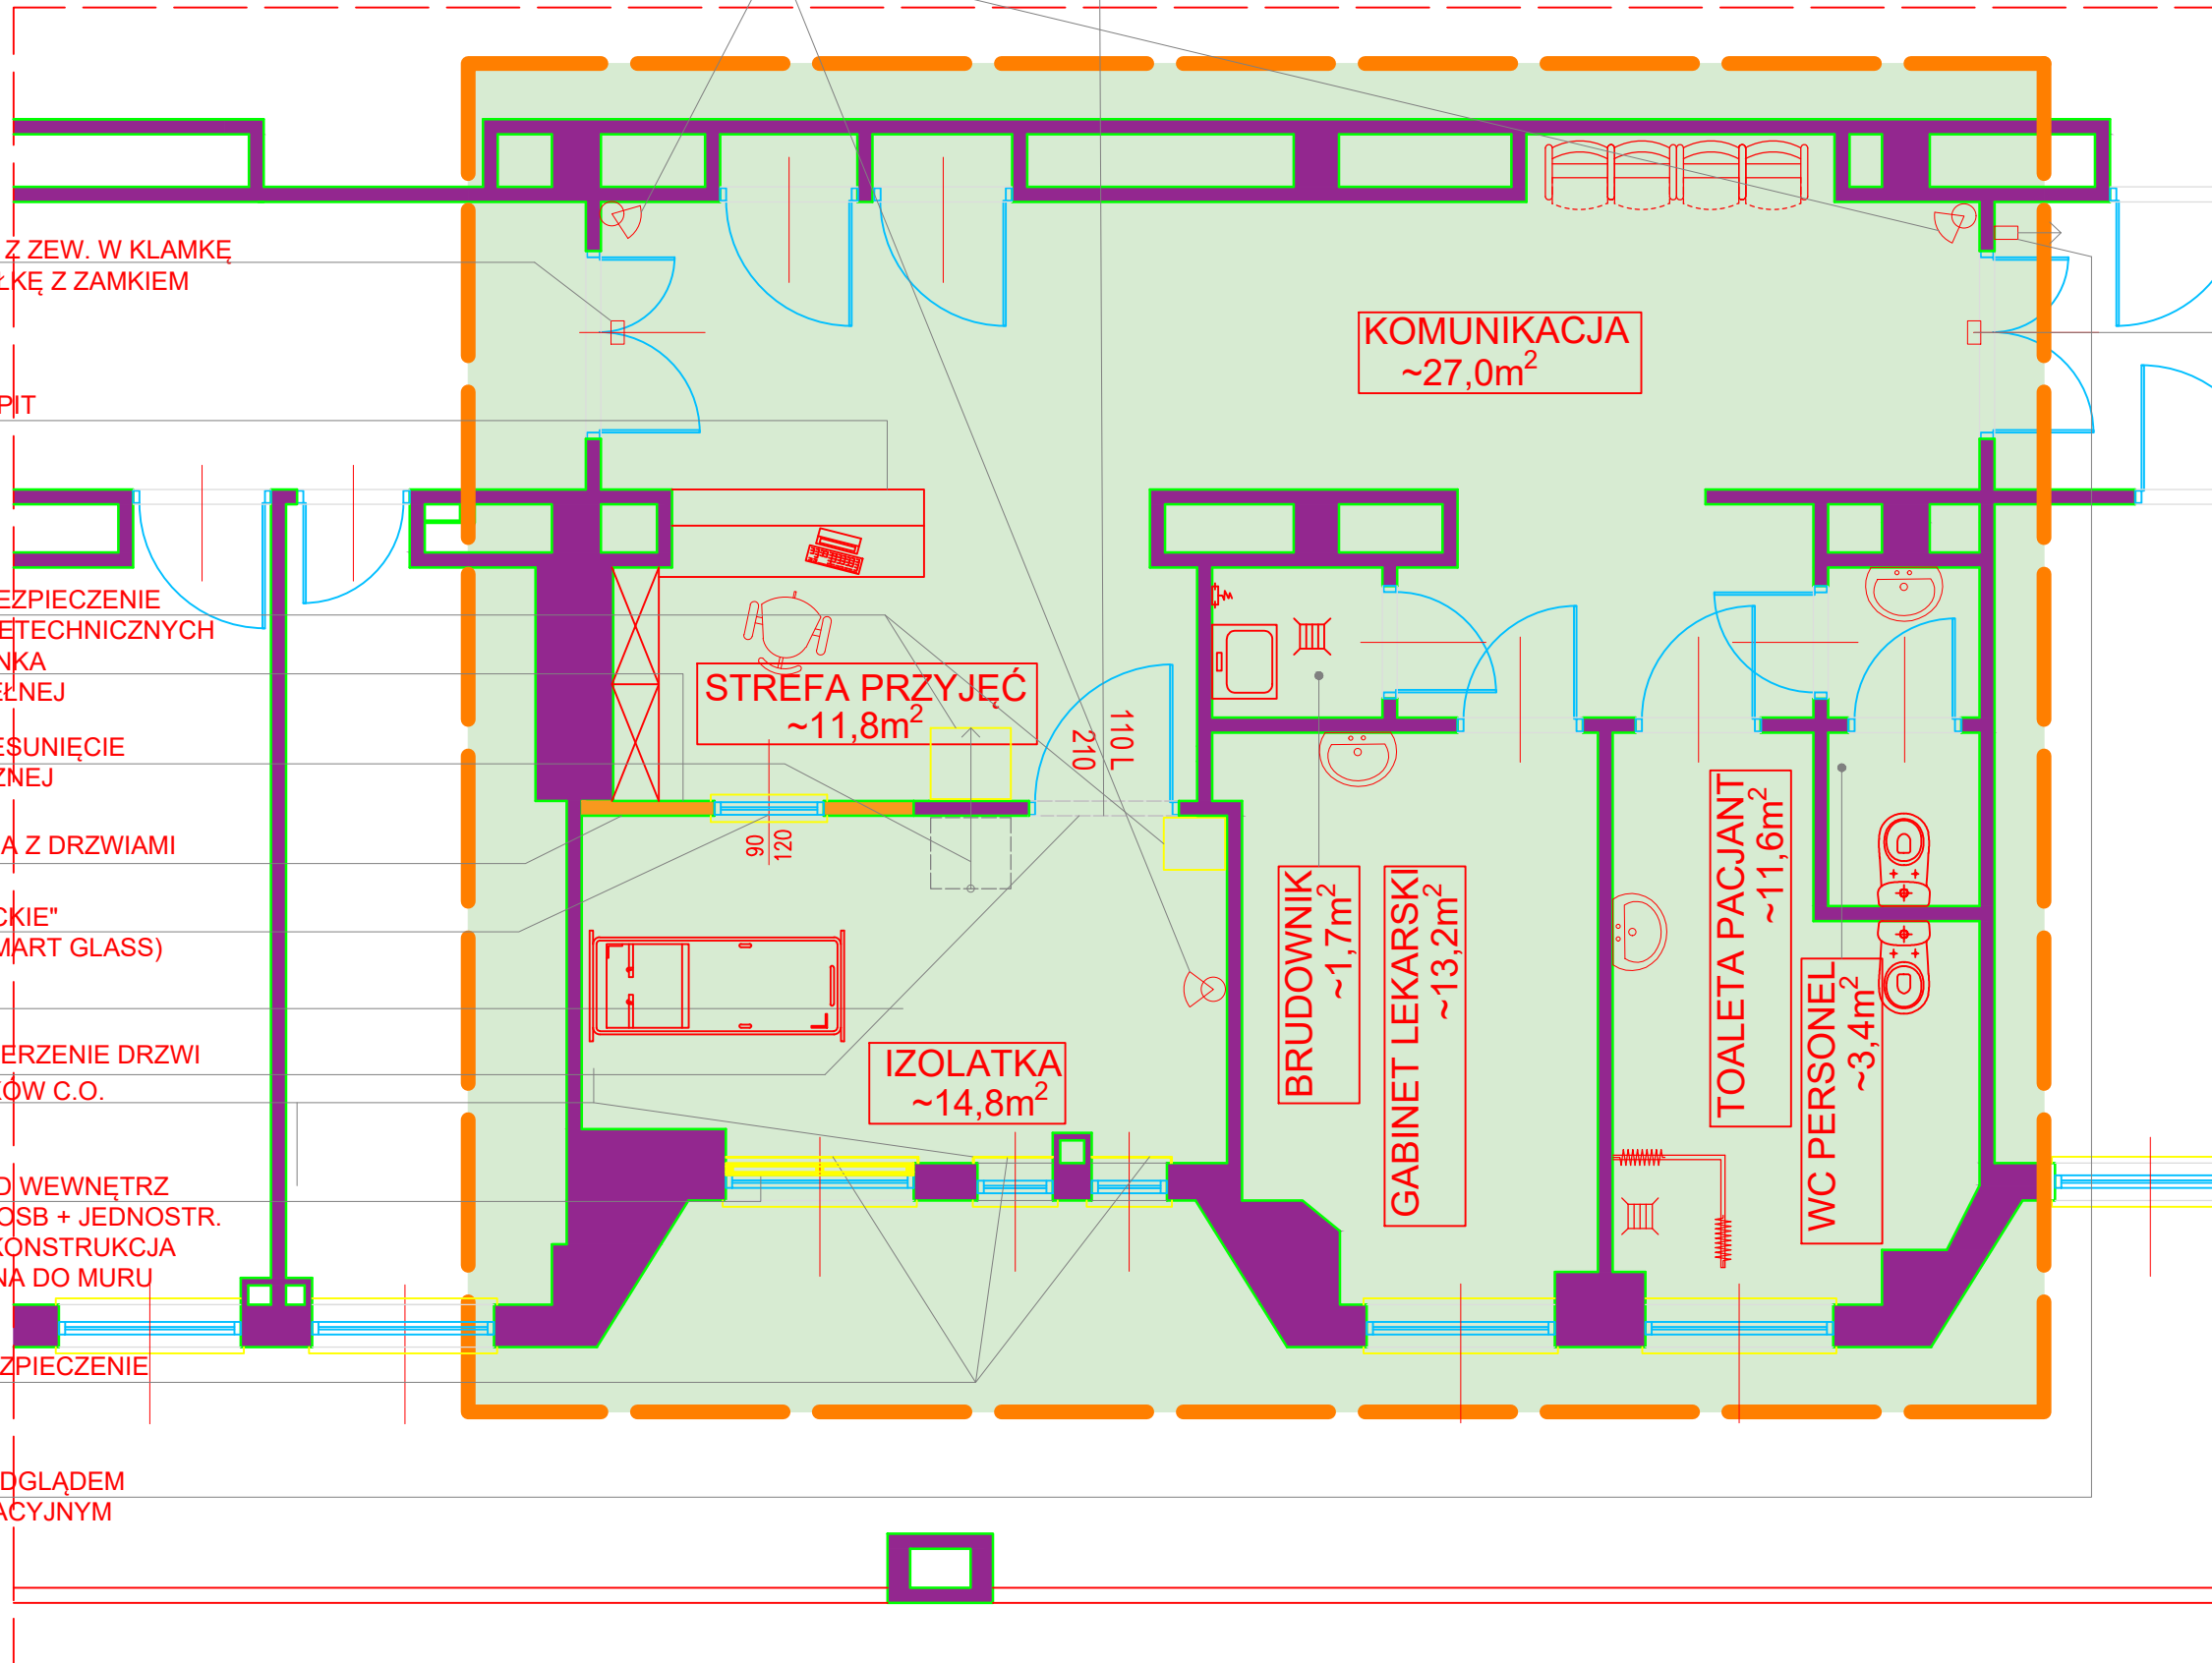 Z ZEW. W KLAMKĘ
ŁKĘ Z ZAMKIEM
PIT
EZPIECZENIE
ETECHNICZNYCH
NKA
EŁNEJ
ESUNIĘCIE
ZNEJ
A Z DRZWIAMI
CKIE"
MART GLASS)
ERZENIE DRZWI
ÓW C.O.
D WEWNĘTRZ
OSB + JEDNOSTR.
KONSTRUKCJA
NA DO MURU
ZPIECZENIE
DGLĄDEM
ACYJNYM
KOMUNIKACJA
~27,0m²
STREFA PRZYJĘĆ
~11,8m²
110 L
210
90
120
IZOLATKA
~14,8m²
BRUDOWNIK
~1,7m²
GABINET LEKARSKI
~13,2m²
TOALETA PACJANT
~11,6m²
WC PERSONEL
~3,4m²